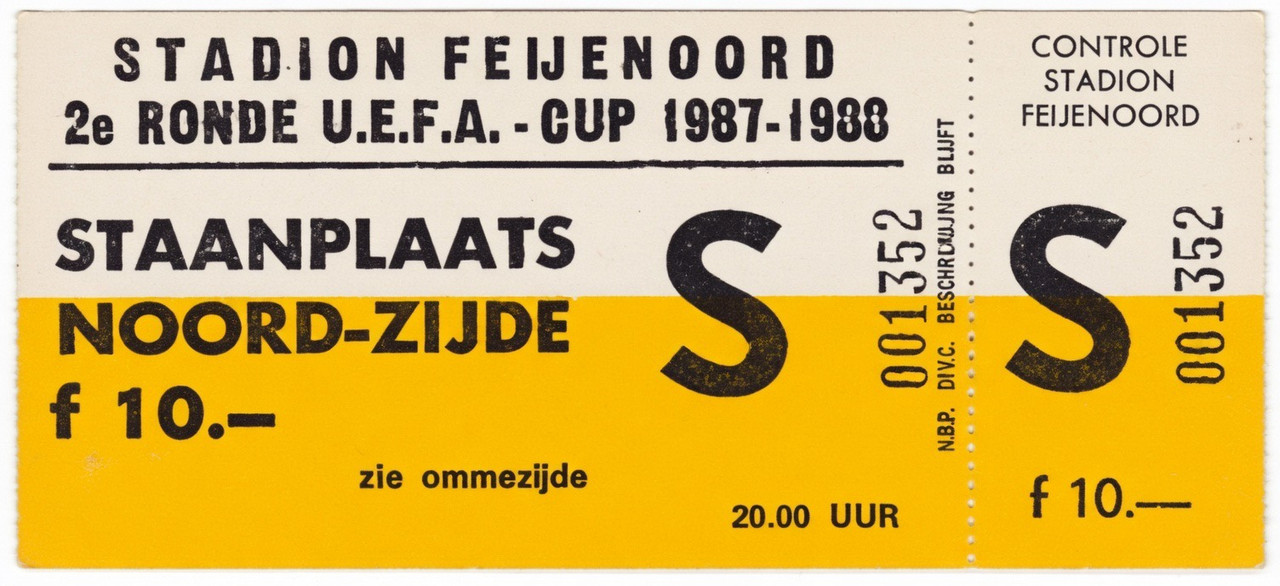 STADION FEIJENOORD
2e RONDE U.E.F.A. - CUP 1987-1988
STAANPLAATS
NOORD-ZIJDE
f 10.—
zie ommezijde
20.00 UUR
S
001352
N.B.P. DIV.C. BESCHRIJVING BLIJFT
CONTROLE
STADION
FEIJENOORD
S
001352
f 10.—